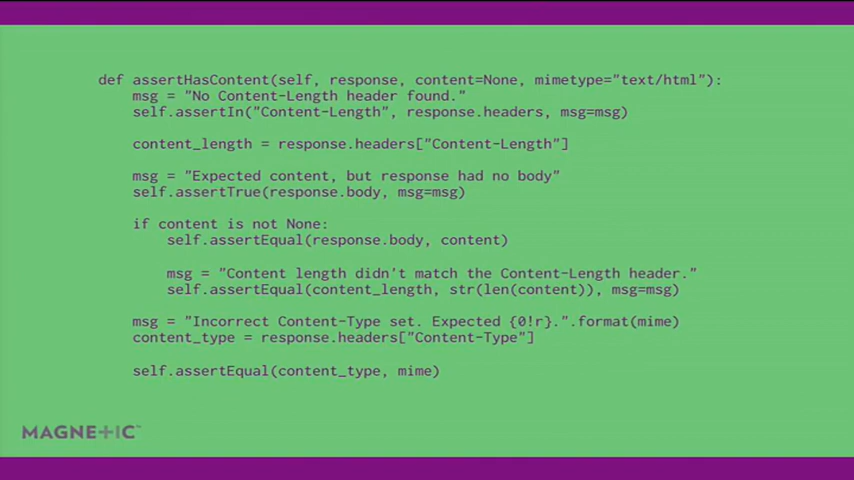 def assertHasContent(self, response, content=None, mimetype="text/html"):
    msg = "No Content-Length header found."
    self.assertIn("Content-Length", response.headers, msg=msg)

    content_length = response.headers["Content-Length"]

    msg = "Expected content, but response had no body"
    self.assertTrue(response.body, msg=msg)

    if content is not None:
        self.assertEqual(response.body, content)

        msg = "Content length didn't match the Content-Length header."
        self.assertEqual(content_length, str(len(content)), msg=msg)

    msg = "Incorrect Content-Type set. Expected {0!r}.".format(mime)
    content_type = response.headers["Content-Type"]

    self.assertEqual(content_type, mime)
MAGNETIC™